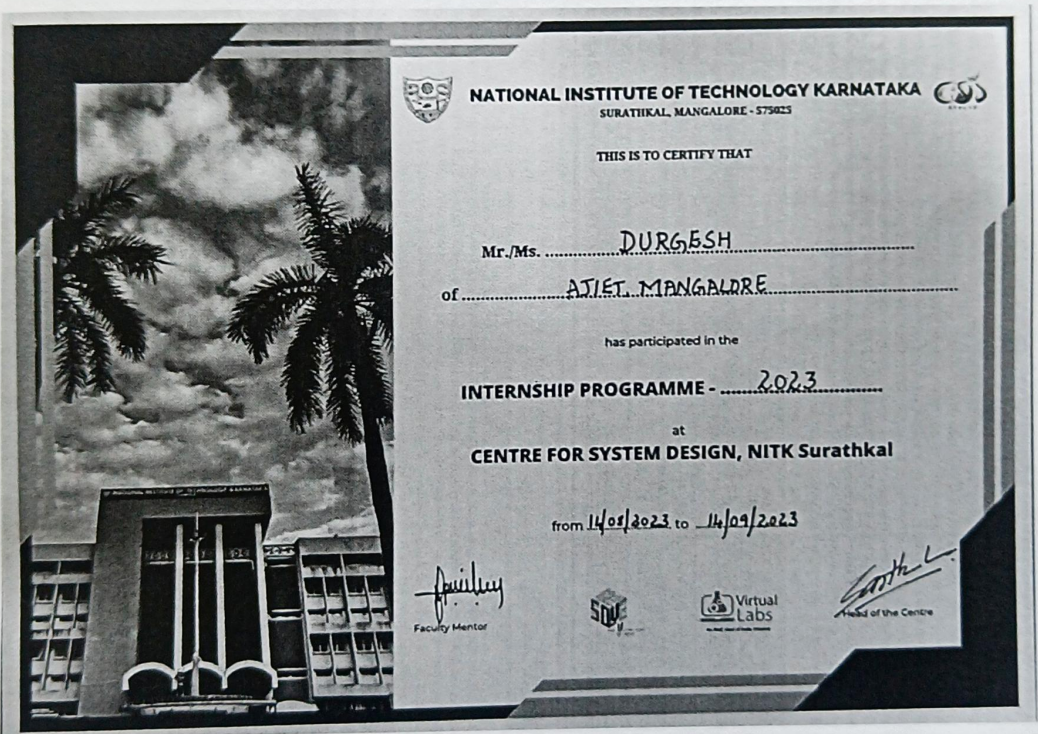 NATIONAL INSTITUTE OF TECHNOLOGY KARNATAKA
SURATHKAL, MANGALORE - 575025
THIS IS TO CERTIFY THAT
Mr./Ms. DURGESH
of AJIET, MANGALORE
has participated in the
INTERNSHIP PROGRAMME - 2023
at
CENTRE FOR SYSTEM DESIGN, NITK Surathkal
from 14/08/2023 to 14/09/2023
Faculty Mentor
Virtual
Labs
Head of the Centre